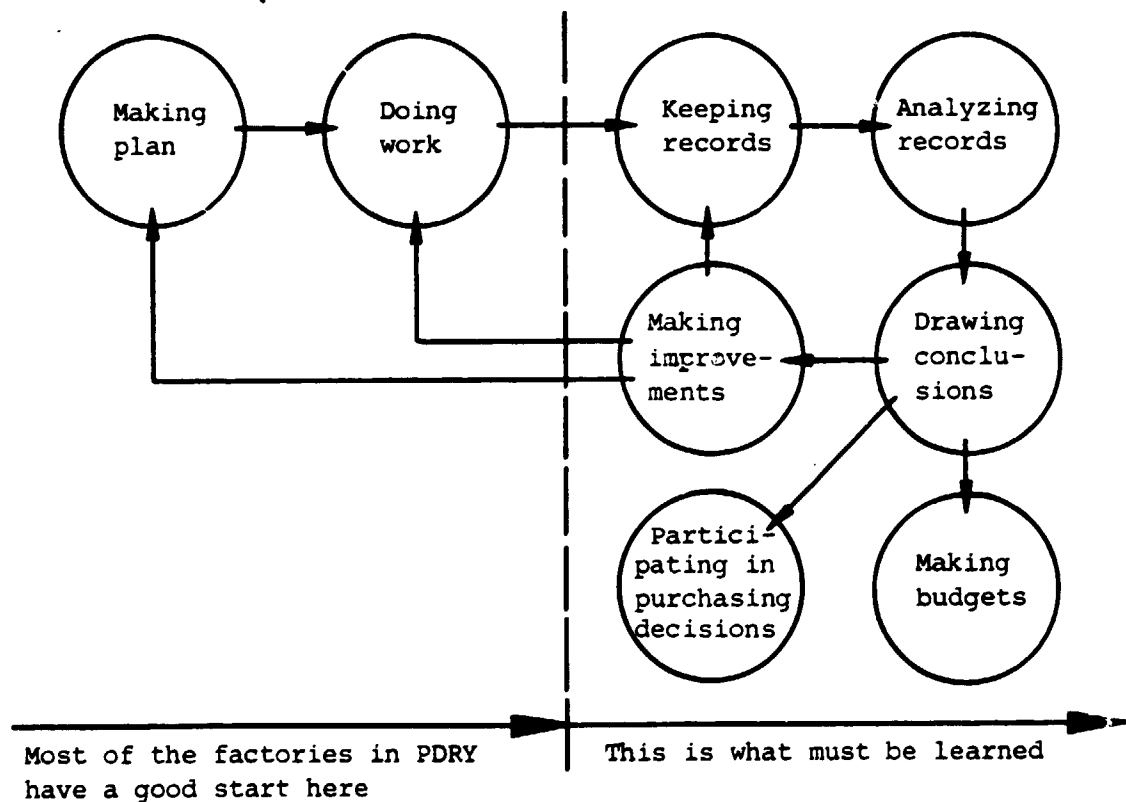 Making
plan
Doing
work
Keeping
records
Analyzing
records
Making
improve-
ments
Drawing
conclu-
sions
Partici-
pating in
purchasing
decisions
Making
budgets
Most of the factories in PDRY
have a good start here
This is what must be learned